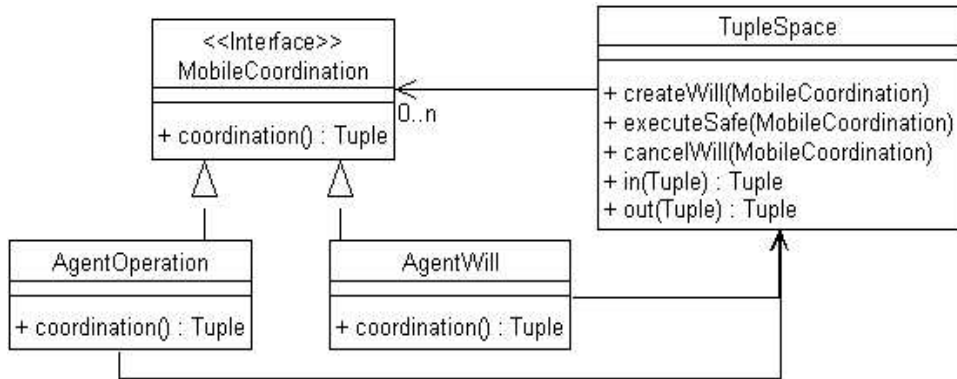 <<Interface>>
MobileCoordination
+ coordination() : Tuple
0..n
TupleSpace
+ createWill(MobileCoordination)
+ executeSafe(MobileCoordination)
+ cancelWill(MobileCoordination)
+ in(Tuple) : Tuple
+ out(Tuple) : Tuple
AgentOperation
+ coordination() : Tuple
AgentWill
+ coordination() : Tuple